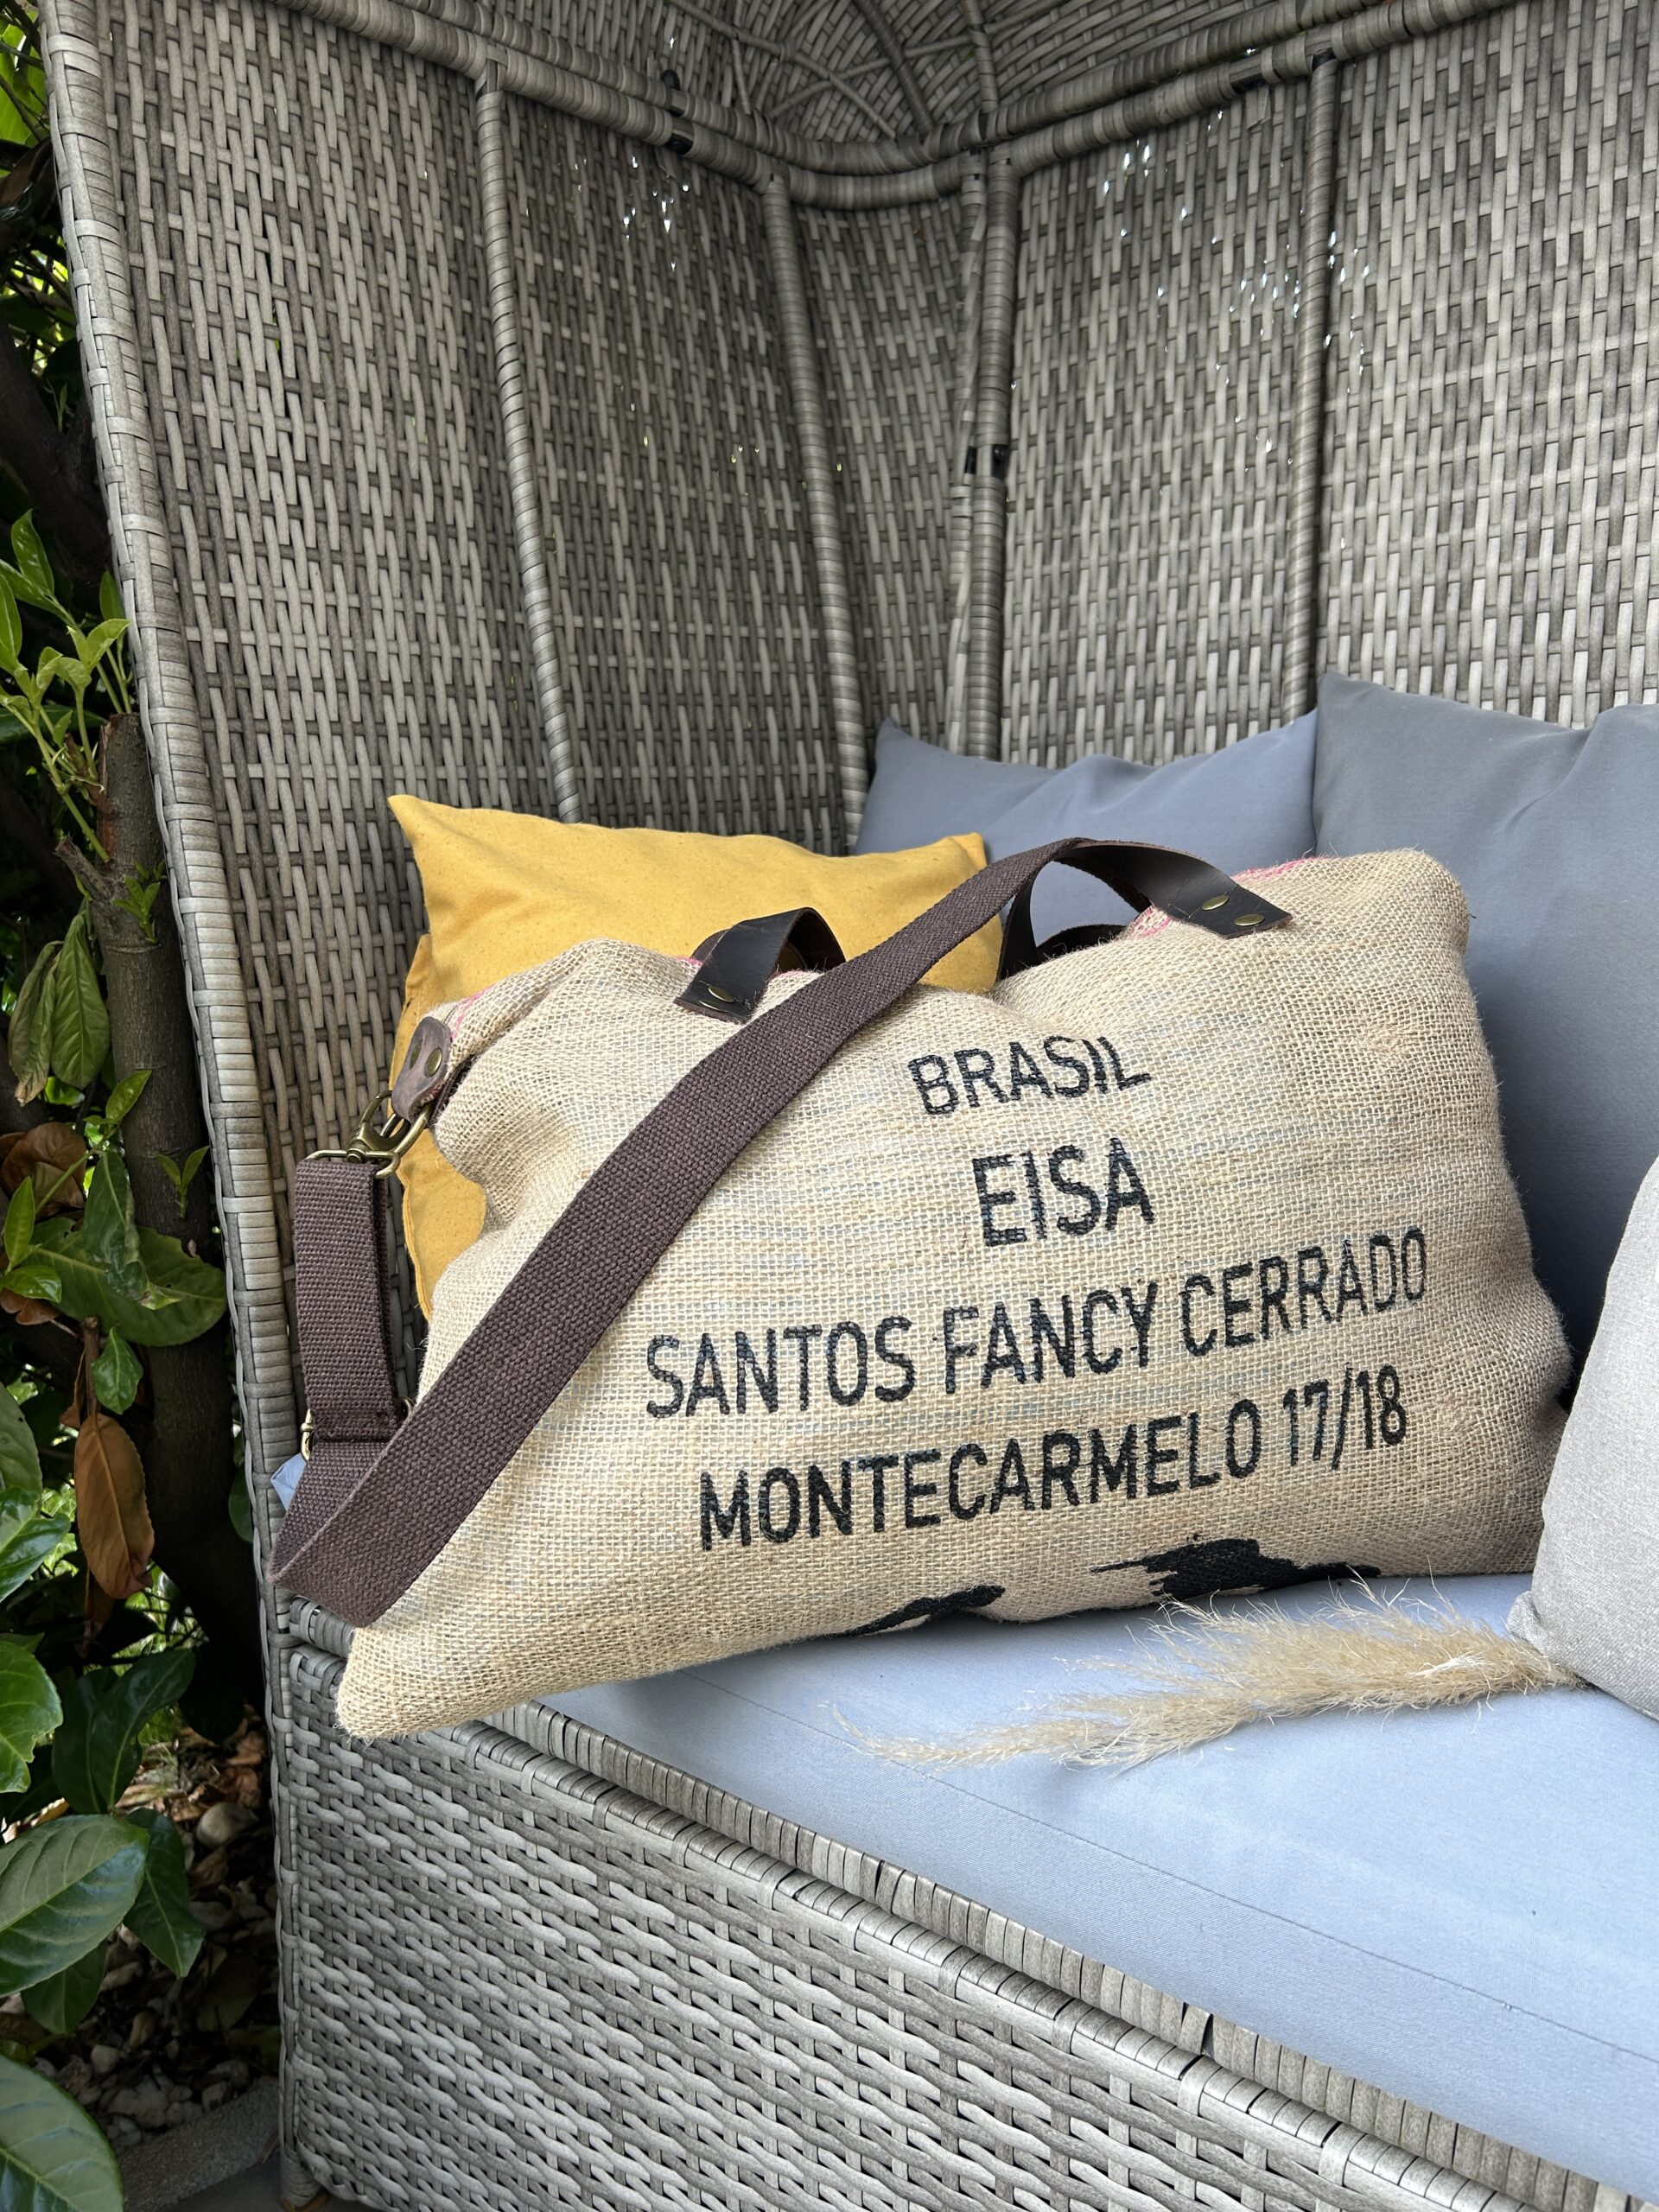 BRASIL
EISA
SANTOS FANCY CERRADO
MONTECARMELO 17/18